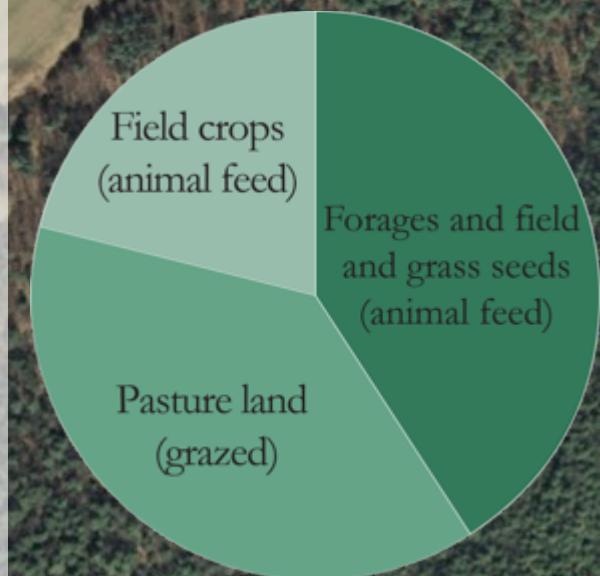 Field crops
(animal feed)
Forages and field
and grass seeds
(animal feed)
Pasture land
(grazed)